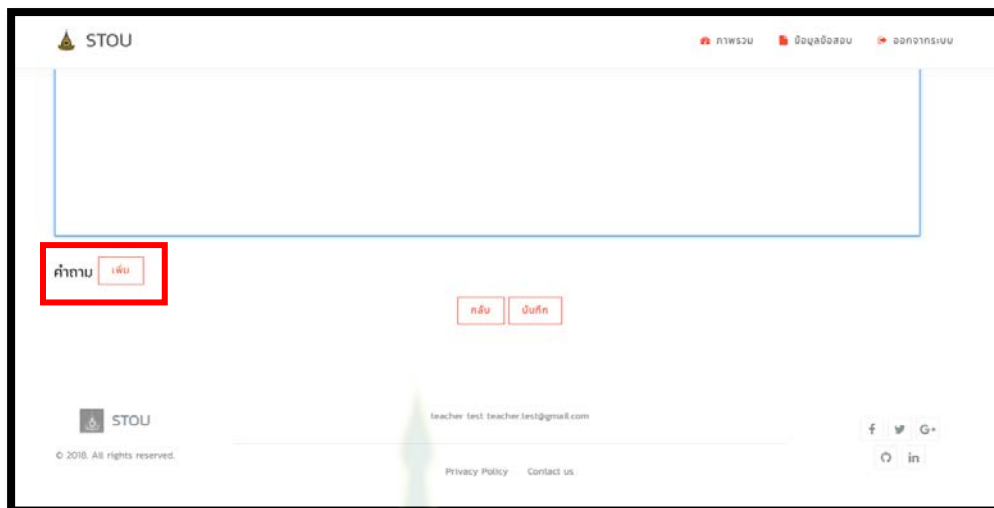 STOU
ภาพรวม ข้อมูลข้อสอบ ออกจากระบบ
คำถาม เพิ่ม
กลับ บันทึก
STOU
teacher test teacher.test@gmail.com
f G+
© 2018. All rights reserved.
in
Privacy Policy Contact us